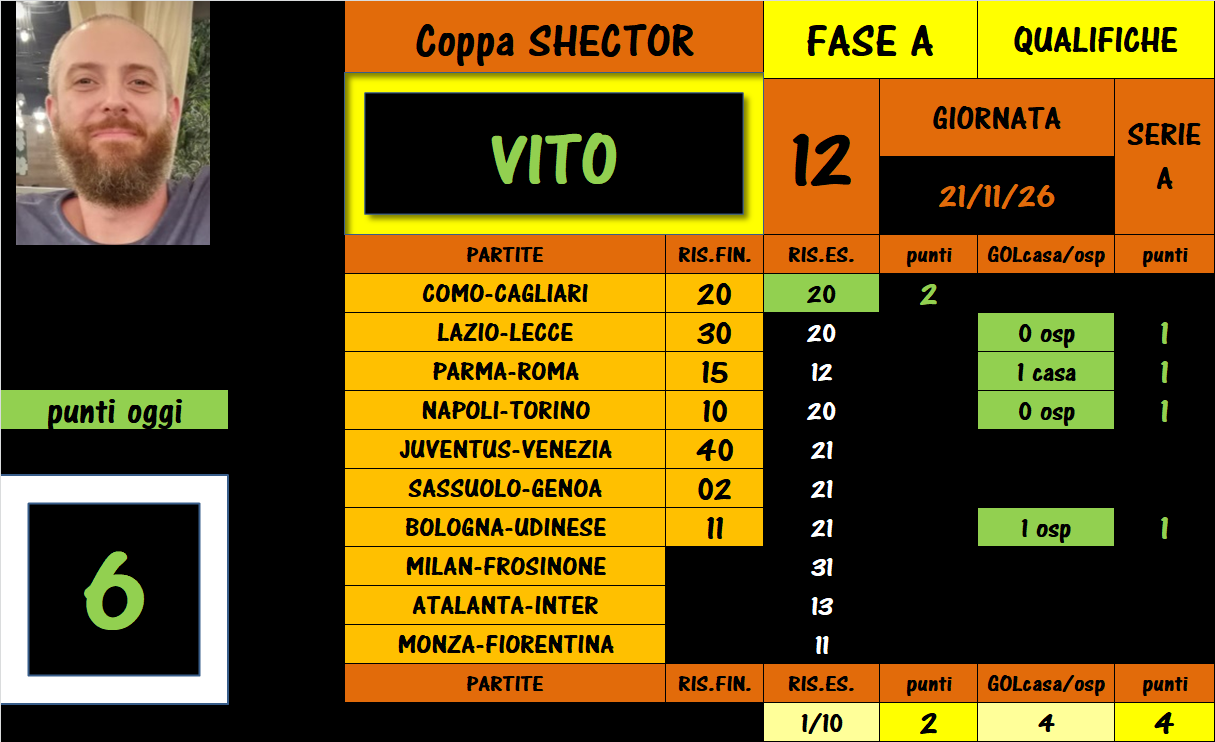 Coppa SHECTOR FASE A QUALIFICHE
VITO 12 GIORNATA SERIE A
21/11/26
PARTITE RIS.FIN. RIS.ES. punti GOLcasa/osp punti
COMO-CAGLIARI 20 20 2
LAZIO-LECCE 30 20 0 osp 1
PARMA-ROMA 15 12 1 casa 1
NAPOLI-TORINO 10 20 0 osp 1
JUVENTUS-VENEZIA 40 21
SASSUOLO-GENOA 02 21
BOLOGNA-UDINESE 11 21 1 osp 1
MILAN-FROSINONE 31
ATALANTA-INTER 13
MONZA-FIORENTINA 11
PARTITE RIS.FIN. RIS.ES. punti GOLcasa/osp punti
1/10 2 4 4
punti oggi
6